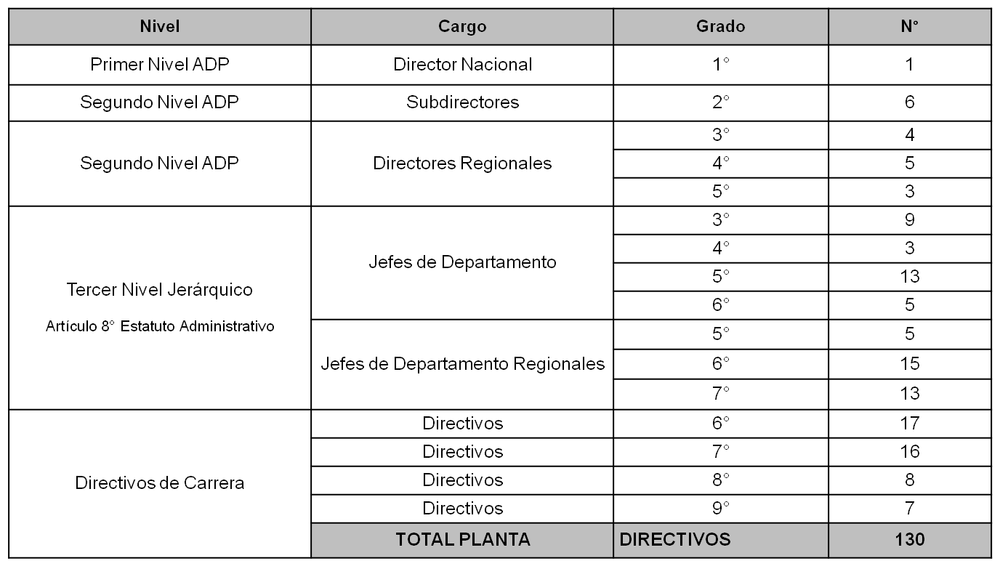 Nivel Cargo Grado N°
Primer Nivel ADP Director Nacional 1° 1
Segundo Nivel ADP Subdirectores 2° 6
Segundo Nivel ADP Directores Regionales 3° 4
4° 5
5° 3
Tercer Nivel Jerárquico
Artículo 8° Estatuto Administrativo
Jefes de Departamento 3° 9
4° 3
5° 13
6° 5
Jefes de Departamento Regionales 5° 5
6° 15
7° 13
Directivos de Carrera Directivos 6° 17
Directivos 7° 16
Directivos 8° 8
Directivos 9° 7
TOTAL PLANTA DIRECTIVOS 130